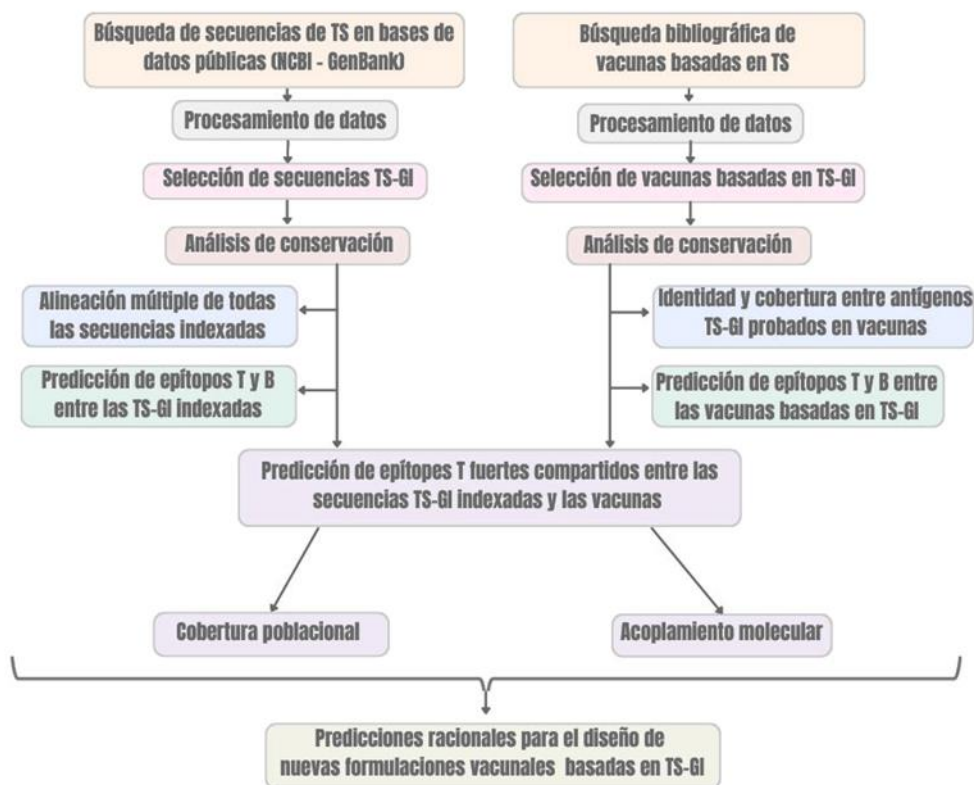 Búsqueda de secuencias de TS en bases de
datos públicas (NCBI - GenBank)
Búsqueda bibliográfica de
vacunas basadas en TS
Procesamiento de datos
Procesamiento de datos
Selección de secuencias TS-GI
Selección de vacunas basadas en TS-GI
Análisis de conservación
Análisis de conservación
Alineación múltiple de todas
las secuencias indexadas
Identidad y cobertura entre antígenos
TS-GI probados en vacunas
Predicción de epítopos T y B
entre las TS-GI indexadas
Predicción de epítopos T y B entre
las vacunas basadas en TS-GI
Predicción de epítopes T fuertes compartidos entre las
secuencias TS-GI indexadas y las vacunas
Cobertura poblacional
Acoplamiento molecular
Predicciones racionales para el diseño de
nuevas formulaciones vacunales basadas en TS-GI